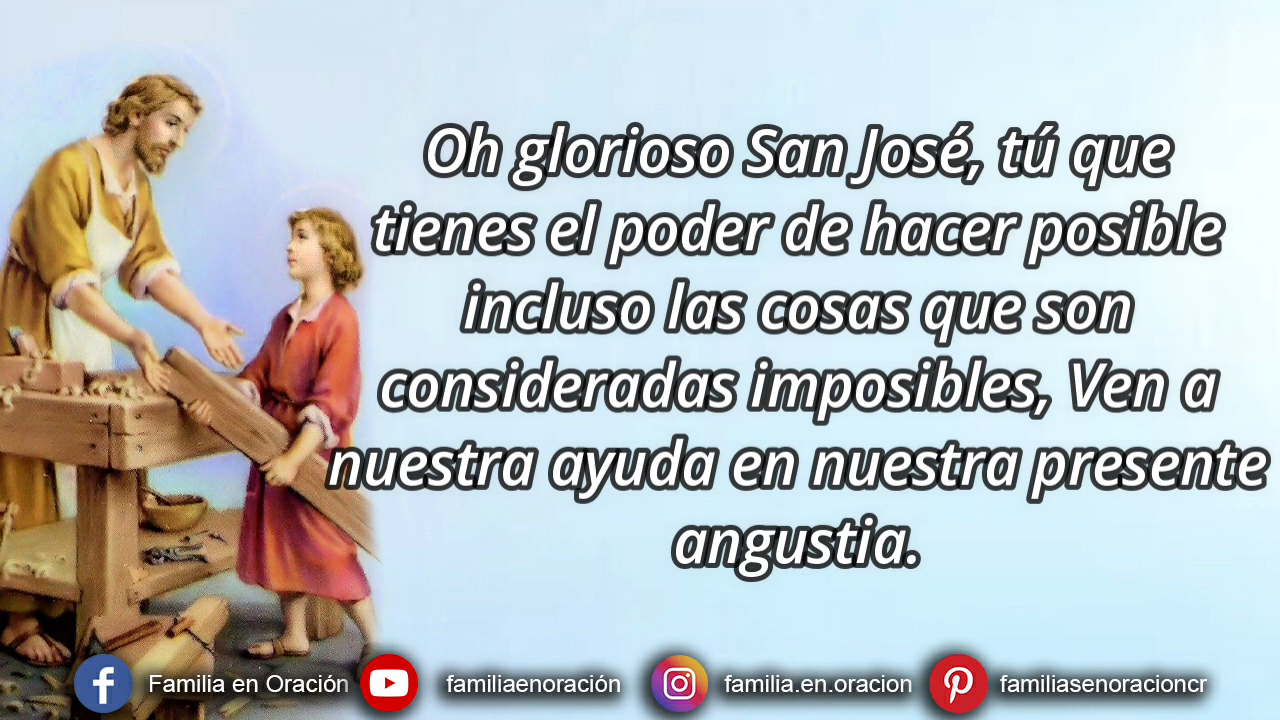 Oh glorioso San José, tú que
tienes el poder de hacer posible
incluso las cosas que son
consideradas imposibles, Ven a
nuestra ayuda en nuestra presente
angustia.
Familia en Oración
familiaenoración
familia.en.oracion
familiasenoracioncr